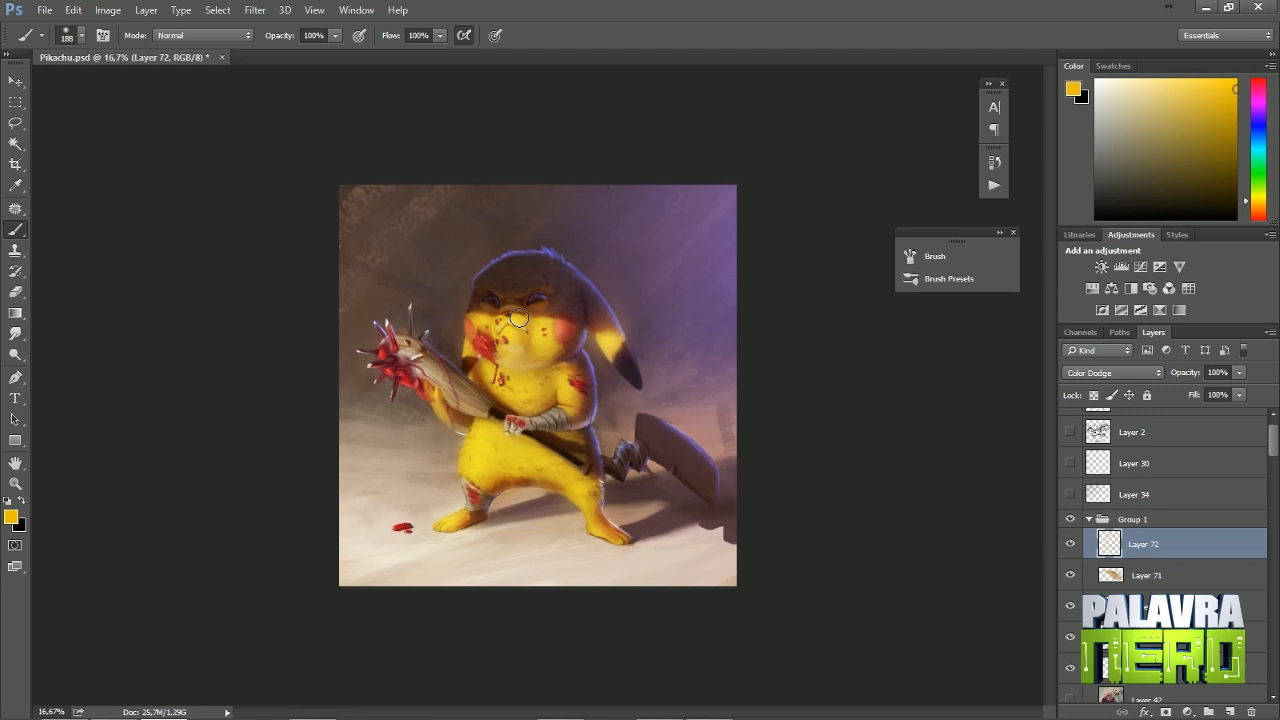 Ps File Edit Image Layer Type Select Filter 3D View Window Help
188 Mode: Normal Opacity: 100% Flow: 100% Essentials
Pikachu.psd @ 16,7% (Layer 72, RGB/8) * x
Color Swatches
A
Libraries Adjustments Styles
Brush
Add an adjustment
Brush Presets
Channels Paths Layers
Kind
Color Dodge Opacity: 100%
Lock: Fill: 100%
Layer 2
Layer 30
Layer 34
Group 1
Layer 72
Layer 71
PALAVRA
NERD
Layer 42
16,67% Doc: 25,7M/1,29G